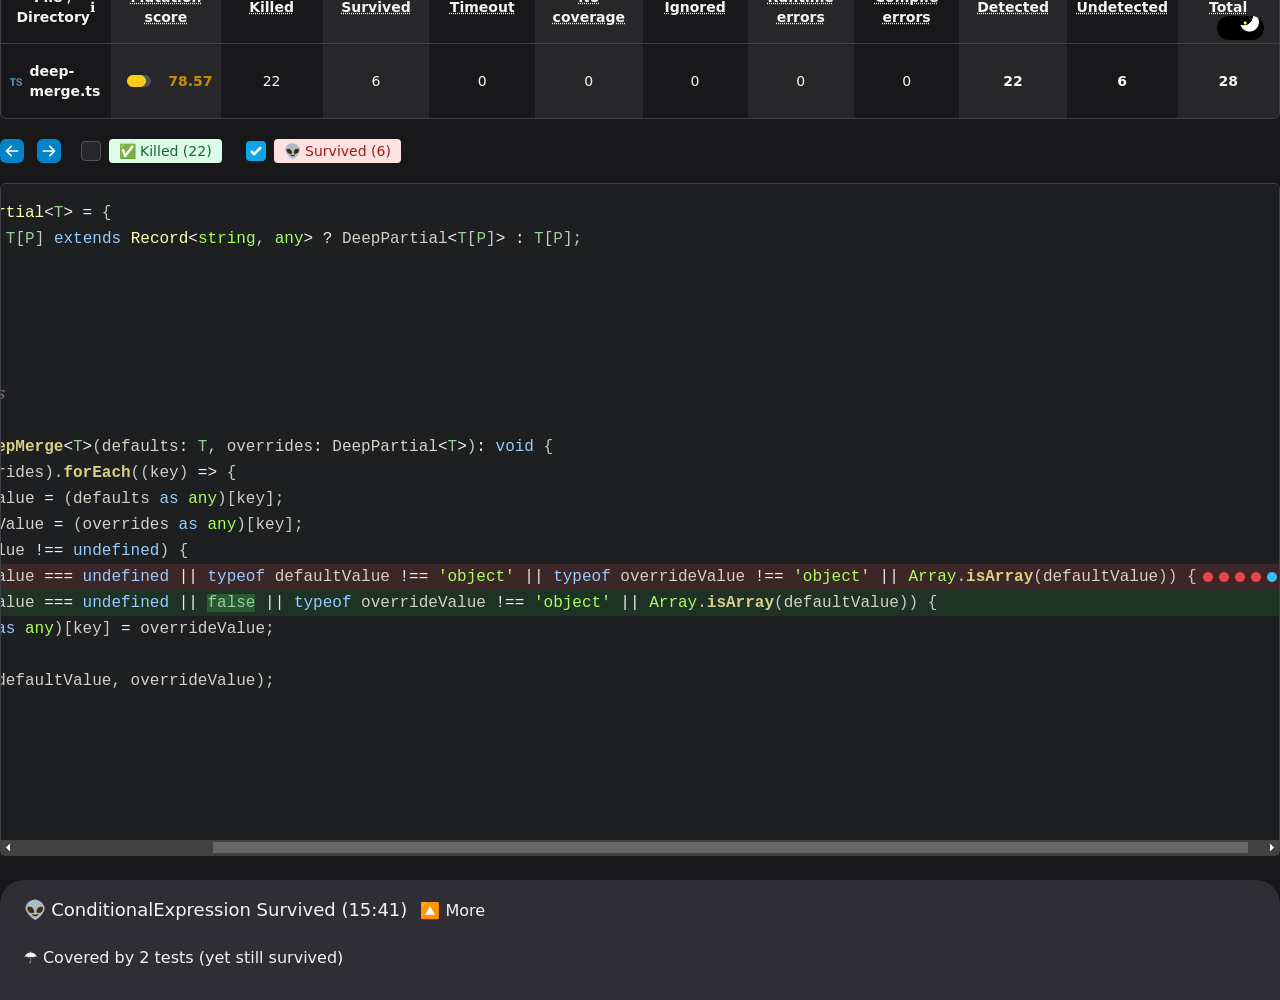 Directory ℹ score Killed Survived Timeout coverage Ignored errors errors Detected Undetected Total
TS deep-merge.ts 78.57 22 6 0 0 0 0 0 22 6 28
✅ Killed (22) 👽 Survived (6)
rtial<T> = {
T[P] extends Record<string, any> ? DeepPartial<T[P]> : T[P];
s
epMerge<T>(defaults: T, overrides: DeepPartial<T>): void {
rides).forEach((key) => {
alue = (defaults as any)[key];
Value = (overrides as any)[key];
lue !== undefined) {
alue === undefined || typeof defaultValue !== 'object' || typeof overrideValue !== 'object' || Array.isArray(defaultValue)) {
alue === undefined || false || typeof overrideValue !== 'object' || Array.isArray(defaultValue)) {
as any)[key] = overrideValue;
defaultValue, overrideValue);
👽 ConditionalExpression Survived (15:41) 🔼 More
☂ Covered by 2 tests (yet still survived)